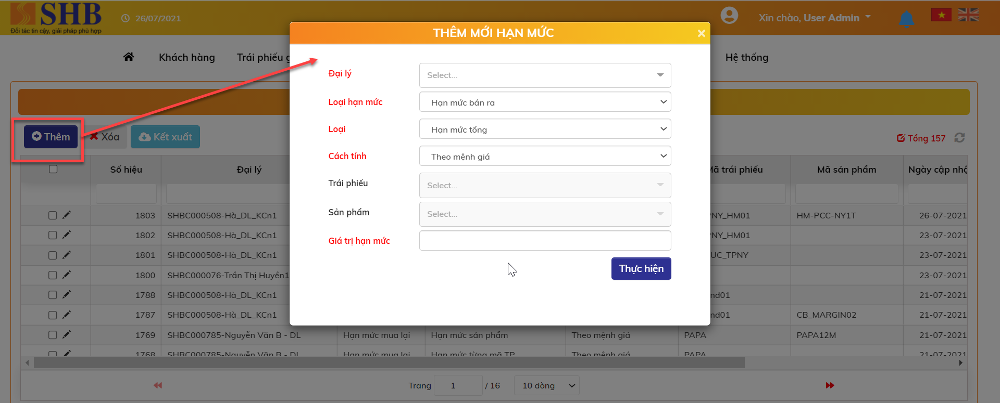 SHB
Đối tác tin cậy, giải pháp phù hợp
26/07/2021
Xin chào, User Admin
Khách hàng
Trái phiếu
Hệ thống
THÊM MỚI HẠN MỨC
×
Đại lý
Select...
Loại hạn mức
Hạn mức bán ra
Loại
Hạn mức tổng
Cách tính
Theo mệnh giá
Trái phiếu
Select...
Sản phẩm
Select...
Giá trị hạn mức
Thực hiện
Thêm
Xóa
Kết xuất
Tổng 157
Số hiệu Đại lý Mã trái phiếu Mã sản phẩm Ngày cập nhậ
1803 SHBC000508-Hà_DL_KCn1 NY_HM01 HM-PCC-NY1T 26-07-2021
1802 SHBC000508-Hà_DL_KCn1 NY_HM01 23-07-2021
1801 SHBC000508-Hà_DL_KCn1 UC_TPNY 23-07-2021
1800 SHBC000076-Trần Thị Huyền1 23-07-2021
1788 SHBC000508-Hà_DL_KCn1 nd01 21-07-2021
1787 SHBC000508-Hà_DL_KCn1 nd01 CB_MARGIN02 21-07-2021
1769 SHBC000785-Nguyễn Văn B - DL Hạn mức mua lại Hạn mức sản phẩm Theo mệnh giá PAPA PAPA12M 21-07-2021
1768 SHBC000785-Nguyễn Văn B - DL Hạn mức mua lại Hạn mức từng mã TP Theo mệnh giá PAPA 21-07-2021
Trang 1 / 16 10 dòng